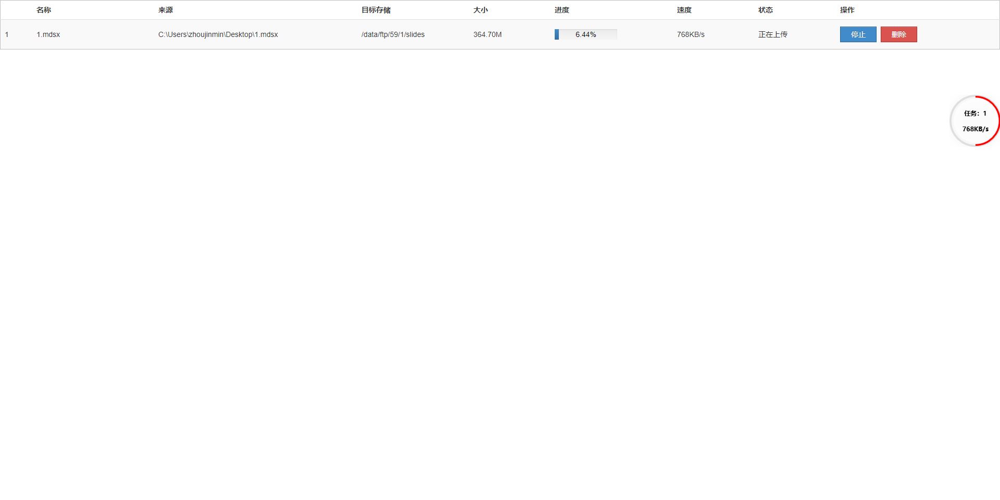 名称 来源 目标存储 大小 进度 速度 状态 操作
1 1.mdsx C:\Users\zhoujinmin\Desktop\1.mdsx /data/ftp/59/1/slides 364.70M 6.44% 768KB/s 正在上传 停止 删除
任务：1
768KB/s